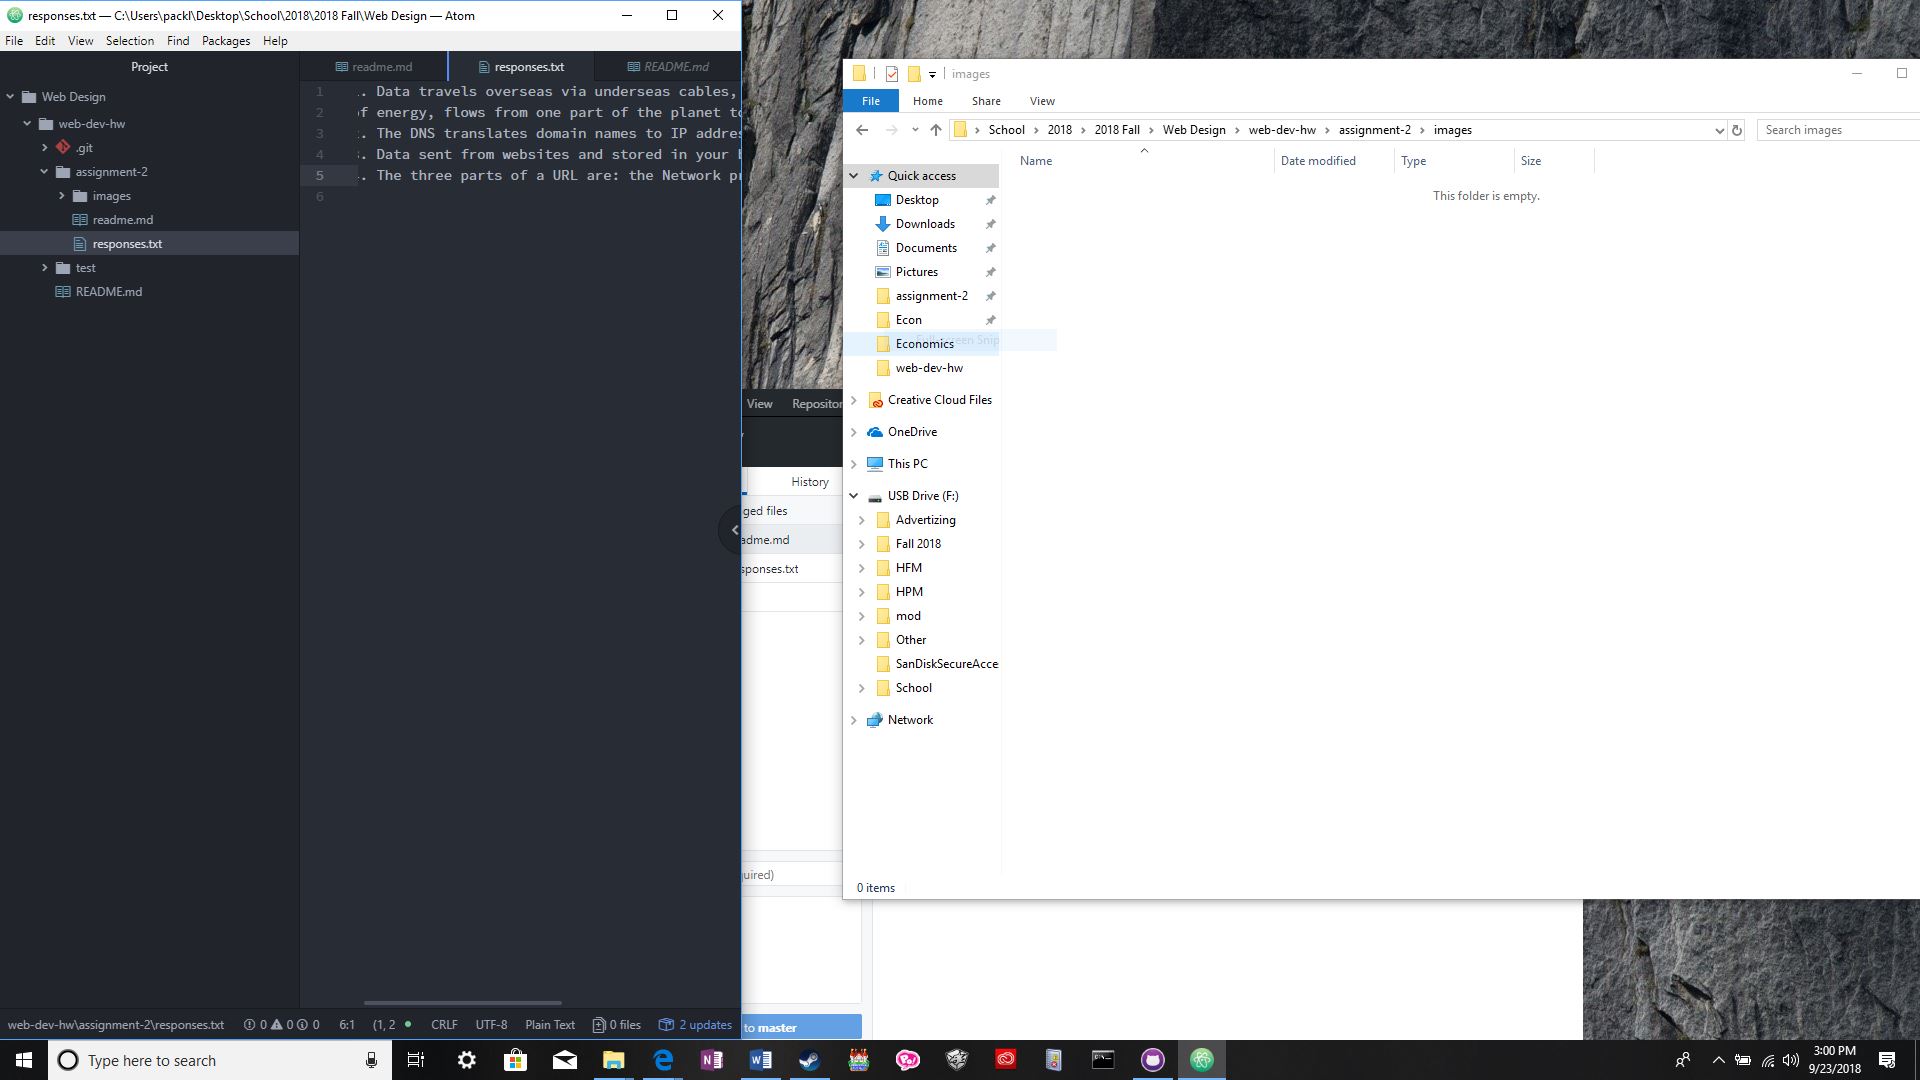 responses.txt — C:\Users\packl\Desktop\School\2018\2018 Fall\Web Design — Atom
File Edit View Selection Find Packages Help
Project
Web Design
web-dev-hw
.git
assignment-2
images
readme.md
responses.txt
test
README.md
readme.md responses.txt README.md
1 . Data travels overseas via underseas cables,
2 of energy, flows from one part of the planet to
3 . The DNS translates domain names to IP addres
4 . Data sent from websites and stored in your
5 . The three parts of a URL are: the Network pr
6
web-dev-hw\assignment-2\responses.txt 0 0 0 6:1 (1, 2 CRLF UTF-8 Plain Text 0 files 2 updates
View Repositor
History
ged files
adme.md
sponses.txt
uired)
to master
images
File Home Share View
School 2018 2018 Fall Web Design web-dev-hw assignment-2 images
Search images
Name Date modified Type Size
This folder is empty.
Quick access
Desktop
Downloads
Documents
Pictures
assignment-2
Econ
Economics
Snip
web-dev-hw
Creative Cloud Files
OneDrive
This PC
USB Drive (F:)
Advertizing
Fall 2018
HFM
HPM
mod
Other
SanDiskSecureAcce
School
Network
0 items
Type here to search
3:00 PM
9/23/2018